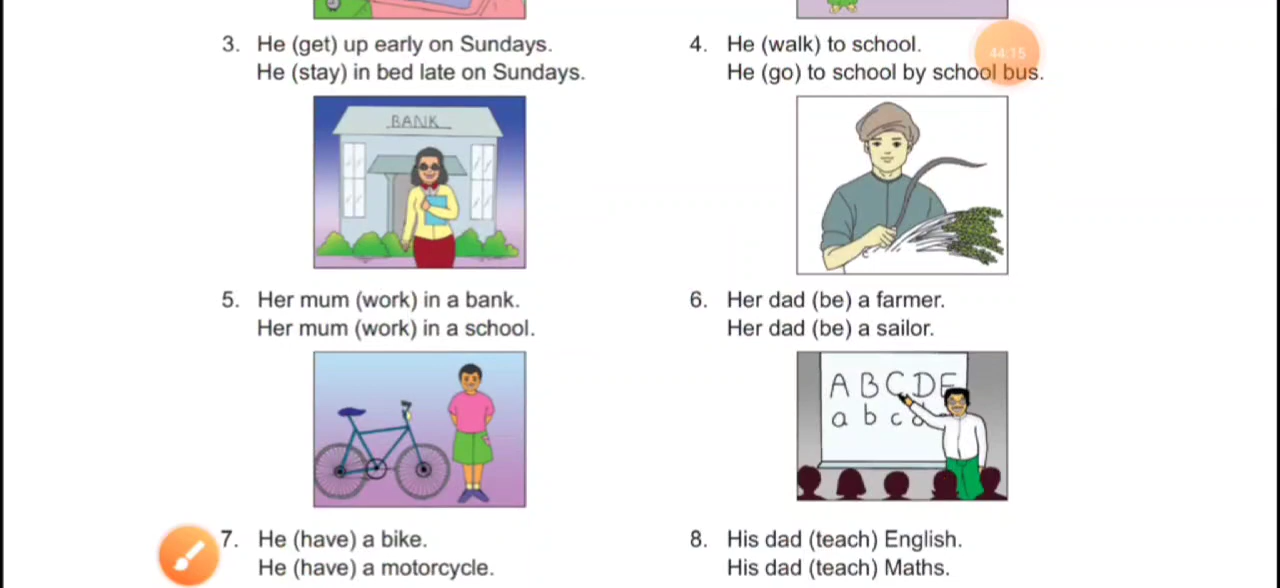 3. He (get) up early on Sundays.
He (stay) in bed late on Sundays.
4. He (walk) to school.
He (go) to school by school bus.
44:15
BANK
5. Her mum (work) in a bank.
Her mum (work) in a school.
6. Her dad (be) a farmer.
Her dad (be) a sailor.
A B C D E
a b c d
7. He (have) a bike.
He (have) a motorcycle.
8. His dad (teach) English.
His dad (teach) Maths.